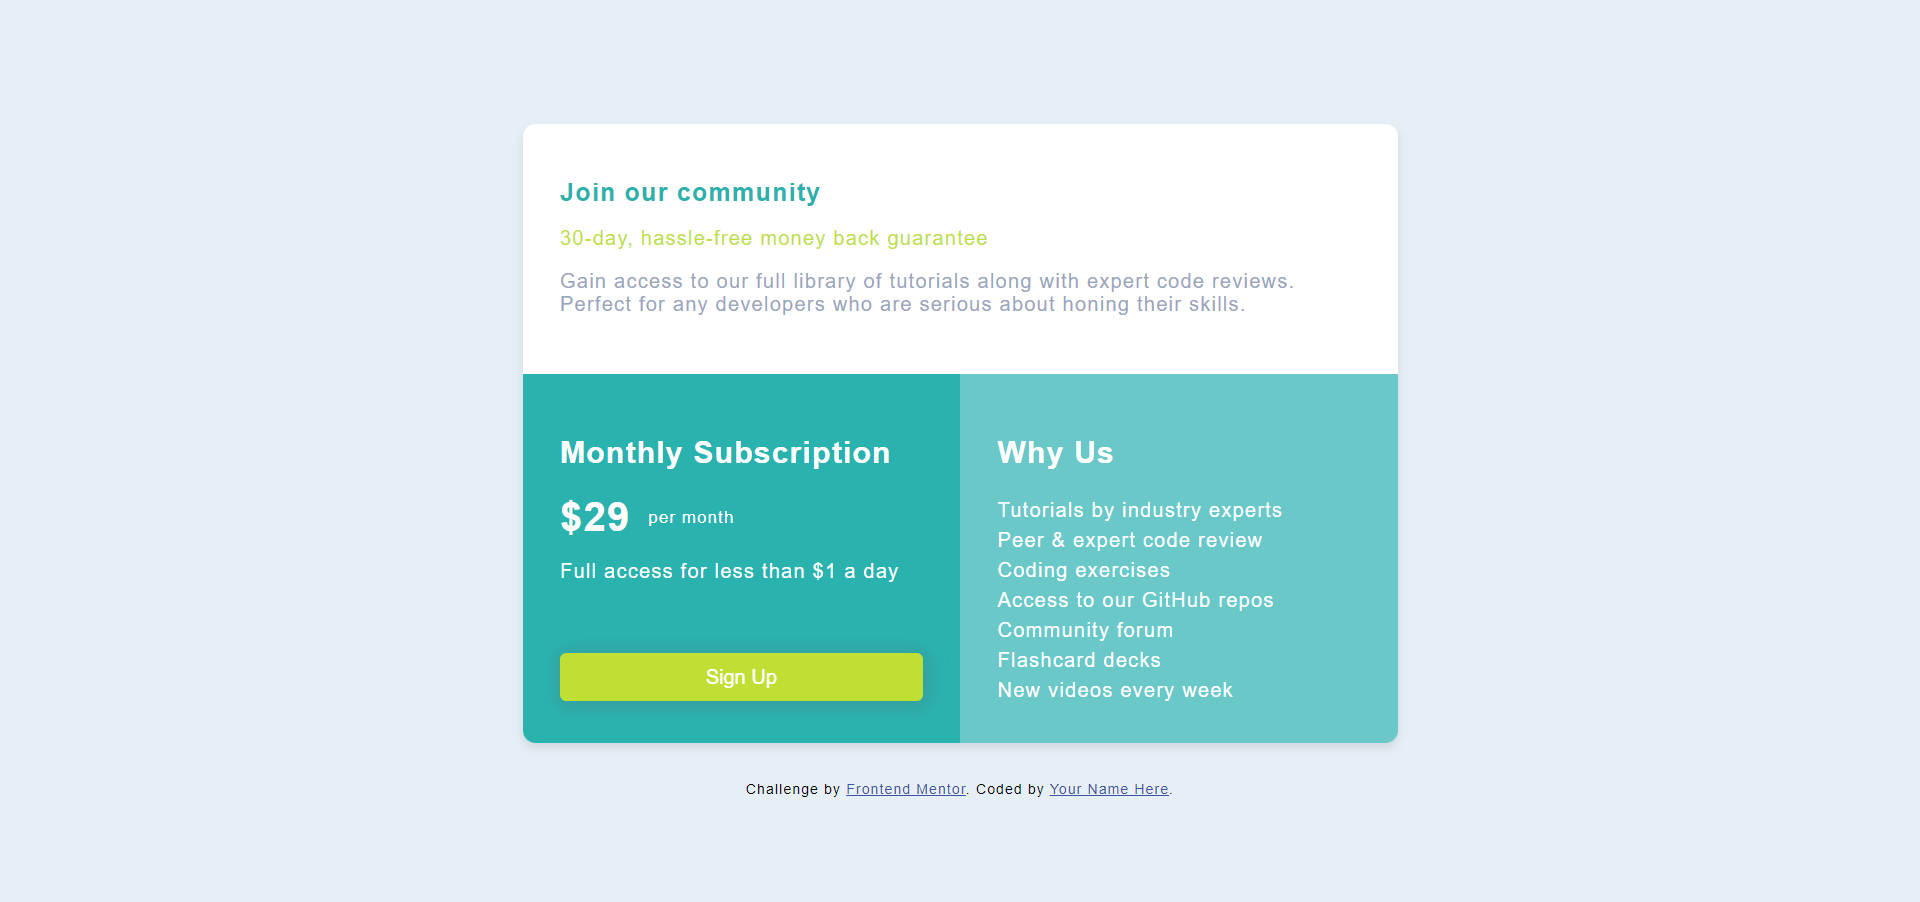 Join our community
30-day, hassle-free money back guarantee
Gain access to our full library of tutorials along with expert code reviews.
Perfect for any developers who are serious about honing their skills.
Monthly Subscription
$29 per month
Full access for less than $1 a day
Sign Up
Why Us
Tutorials by industry experts
Peer & expert code review
Coding exercises
Access to our GitHub repos
Community forum
Flashcard decks
New videos every week
Challenge by Frontend Mentor. Coded by Your Name Here.